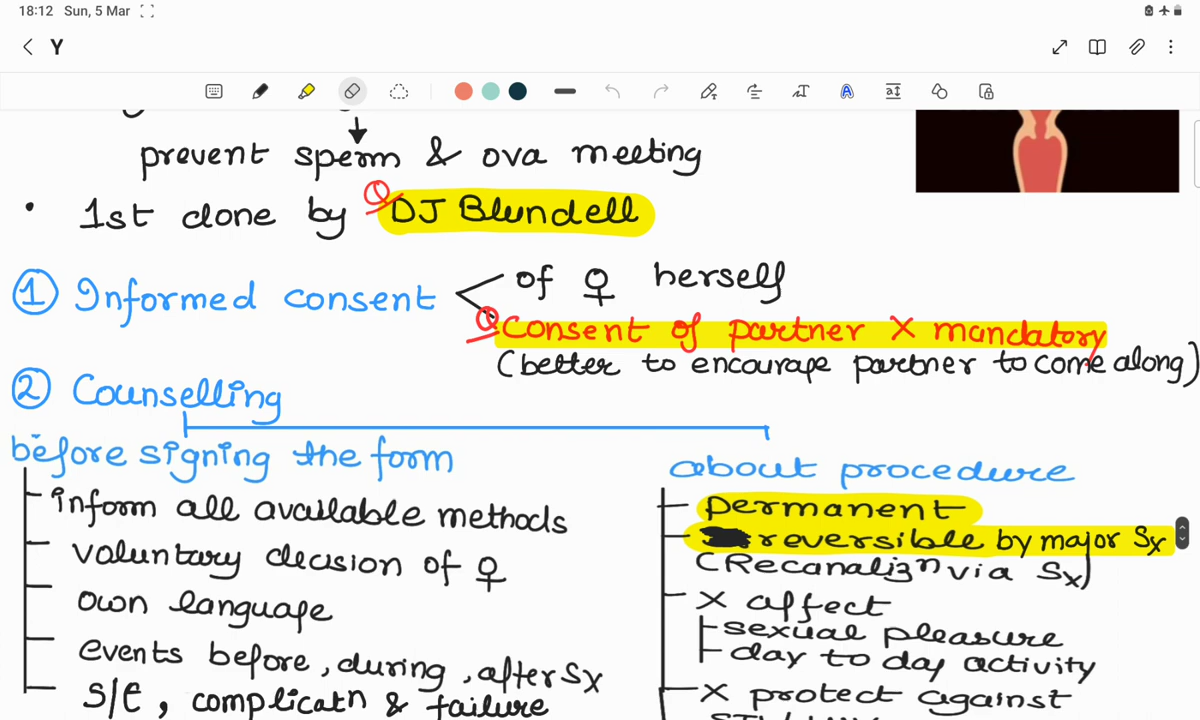 18:12 Sun, 5 Mar
Y
prevent sperm & ova meeting
• 1st done by DJ Blundell
① Informed consent
of ♀ herself
Consent of partner X mandatory
(better to encourage partner to come along)
② Counselling
before signing the form
inform all available methods
voluntary decision of ♀
own language
events before, during, after Sx
S/E, complicatn & failure
about procedure
permanent
reversible by major Sx
(Recanalizn via Sx)
X affect
sexual pleasure
day to day activity
X protect against